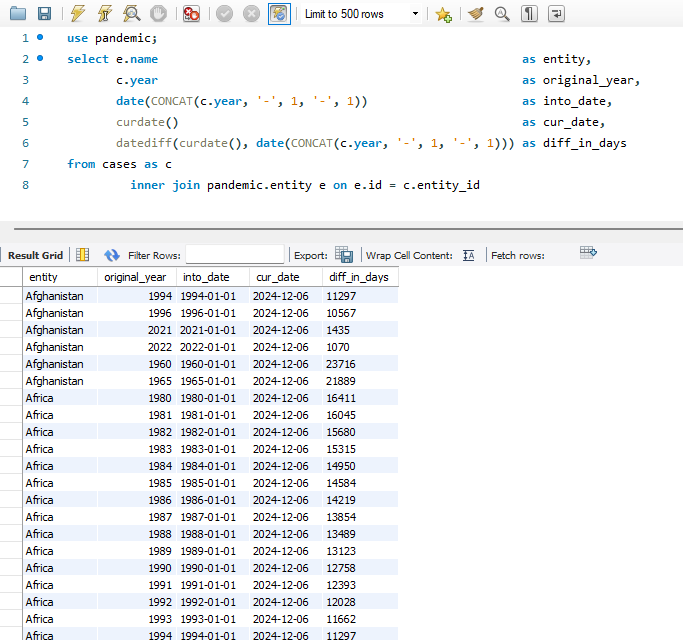 Limit to 500 rows
1 use pandemic;
2 select e.name as entity,
3 c.year as original_year,
4 date(CONCAT(c.year, '-', 1, '-', 1)) as into_date,
5 curdate() as cur_date,
6 datediff(curdate(), date(CONCAT(c.year, '-', 1, '-', 1))) as diff_in_days
7 from cases as c
8 inner join pandemic.entity e on e.id = c.entity_id
Result Grid Filter Rows: Export: Wrap Cell Content: Fetch rows:
entity original_year into_date cur_date diff_in_days
Afghanistan 1994 1994-01-01 2024-12-06 11297
Afghanistan 1996 1996-01-01 2024-12-06 10567
Afghanistan 2021 2021-01-01 2024-12-06 1435
Afghanistan 2022 2022-01-01 2024-12-06 1070
Afghanistan 1960 1960-01-01 2024-12-06 23716
Afghanistan 1965 1965-01-01 2024-12-06 21889
Africa 1980 1980-01-01 2024-12-06 16411
Africa 1981 1981-01-01 2024-12-06 16045
Africa 1982 1982-01-01 2024-12-06 15680
Africa 1983 1983-01-01 2024-12-06 15315
Africa 1984 1984-01-01 2024-12-06 14950
Africa 1985 1985-01-01 2024-12-06 14584
Africa 1986 1986-01-01 2024-12-06 14219
Africa 1987 1987-01-01 2024-12-06 13854
Africa 1988 1988-01-01 2024-12-06 13489
Africa 1989 1989-01-01 2024-12-06 13123
Africa 1990 1990-01-01 2024-12-06 12758
Africa 1991 1991-01-01 2024-12-06 12393
Africa 1992 1992-01-01 2024-12-06 12028
Africa 1993 1993-01-01 2024-12-06 11662
Africa 1994 1994-01-01 2024-12-06 11297